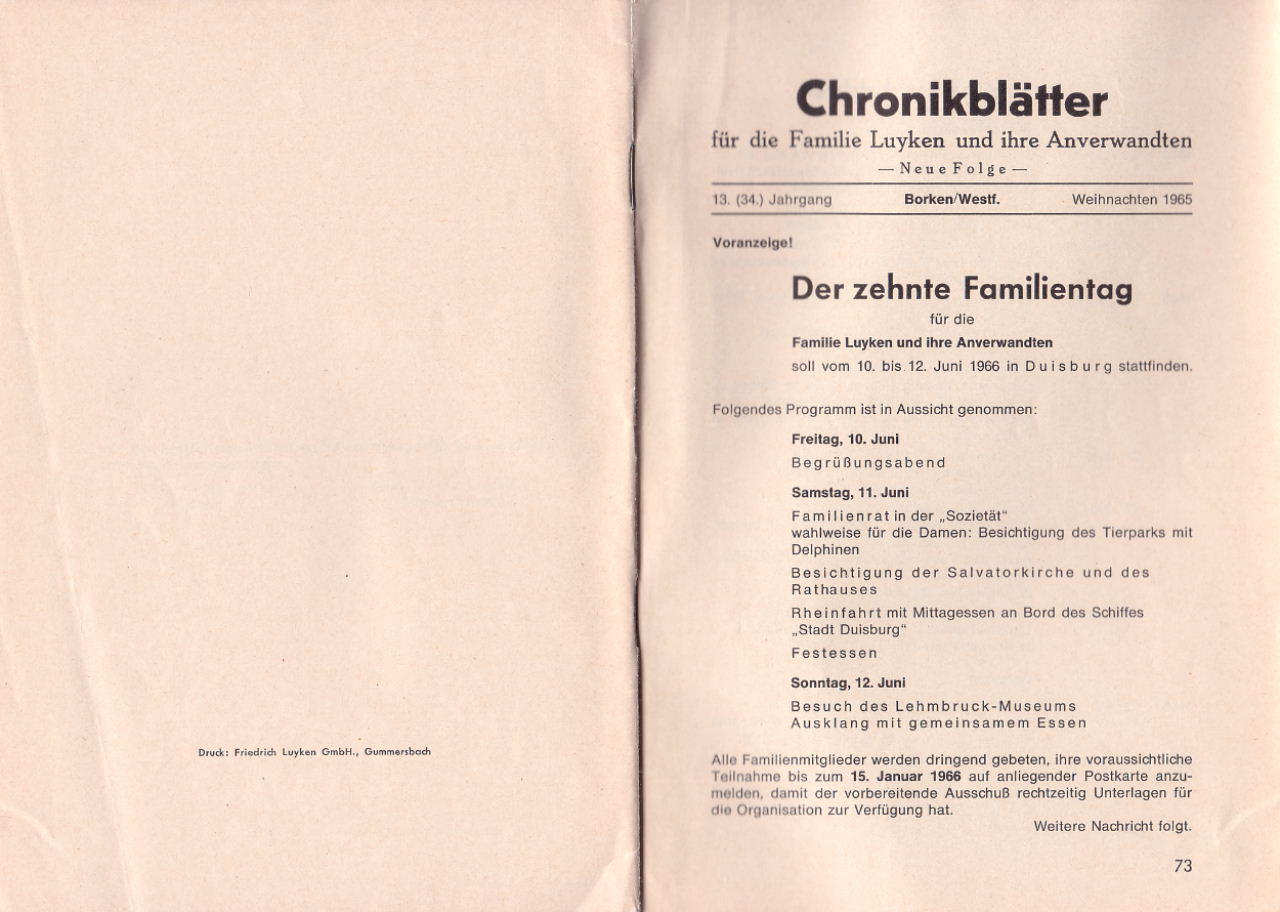 Druck: Friedrich Luyken GmbH., Gummersbach
Chronikblätter
für die Familie Luyken und ihre Anverwandten
— Neue Folge —
13. (34.) Jahrgang Borken/Westf. Weihnachten 1965
Voranzeige!
Der zehnte Familientag
für die
Familie Luyken und ihre Anverwandten
soll vom 10. bis 12. Juni 1966 in Duisburg stattfinden.
Folgendes Programm ist in Aussicht genommen:
Freitag, 10. Juni
Begrüßungsabend
Samstag, 11. Juni
Familienrat in der „Sozietät“
wahlweise für die Damen: Besichtigung des Tierparks mit
Delphinen
Besichtigung der Salvatorkirche und des
Rathauses
Rheinfahrt mit Mittagessen an Bord des Schiffes
„Stadt Duisburg“
Festessen
Sonntag, 12. Juni
Besuch des Lehmbruck-Museums
Ausklang mit gemeinsamem Essen
Alle Familienmitglieder werden dringend gebeten, ihre voraussichtliche
Teilnahme bis zum 15. Januar 1966 auf anliegender Postkarte anzu-
melden, damit der vorbereitende Ausschuß rechtzeitig Unterlagen für
die Organisation zur Verfügung hat.
Weitere Nachricht folgt.
73